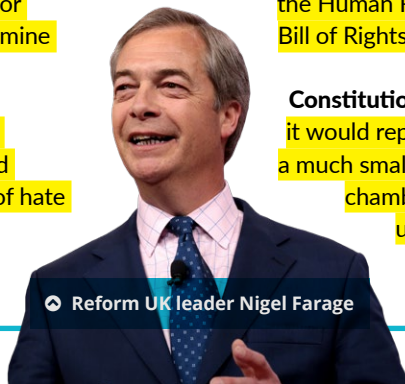 or
mine
d
of hate
the Human
Bill of Rights
Constitutio
it would rep
a much smal
chamb
u
Reform UK leader Nigel Farage